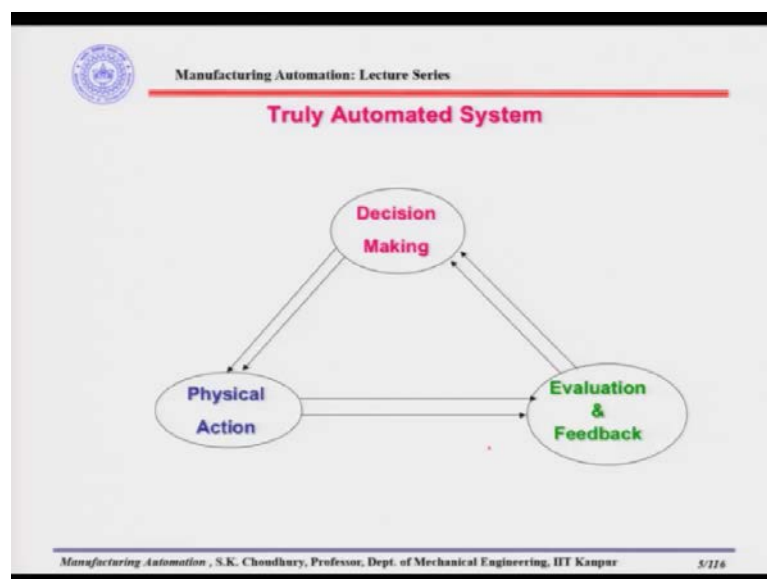 Manufacturing Automation: Lecture Series
Truly Automated System
Decision
Making
Physical
Action
Evaluation
&
Feedback
Manufacturing Automation , S.K. Choudhury, Professor, Dept. of Mechanical Engineering, IIT Kanpur 5/116